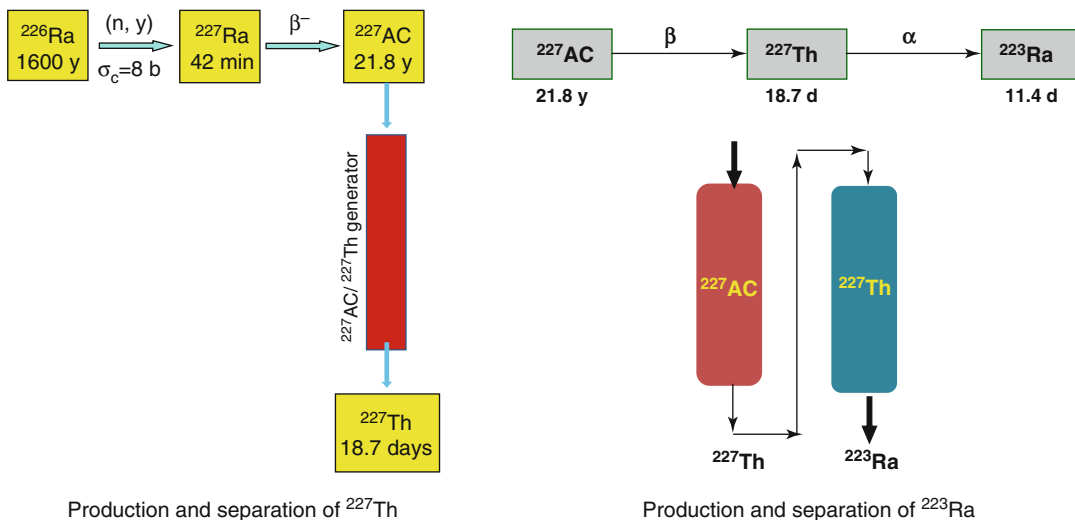 ²²⁶Ra
1600 y
(n, y)
σc=8 b
²²⁷Ra
42 min
β⁻
²²⁷AC
21.8 y
²²⁷AC/ ²²⁷Th generator
²²⁷Th
18.7 days
Production and separation of ²²⁷Th
²²⁷AC
β
²²⁷Th
α
²²³Ra
21.8 y
18.7 d
11.4 d
²²⁷AC
²²⁷Th
²²⁷Th
²²³Ra
Production and separation of ²²³Ra